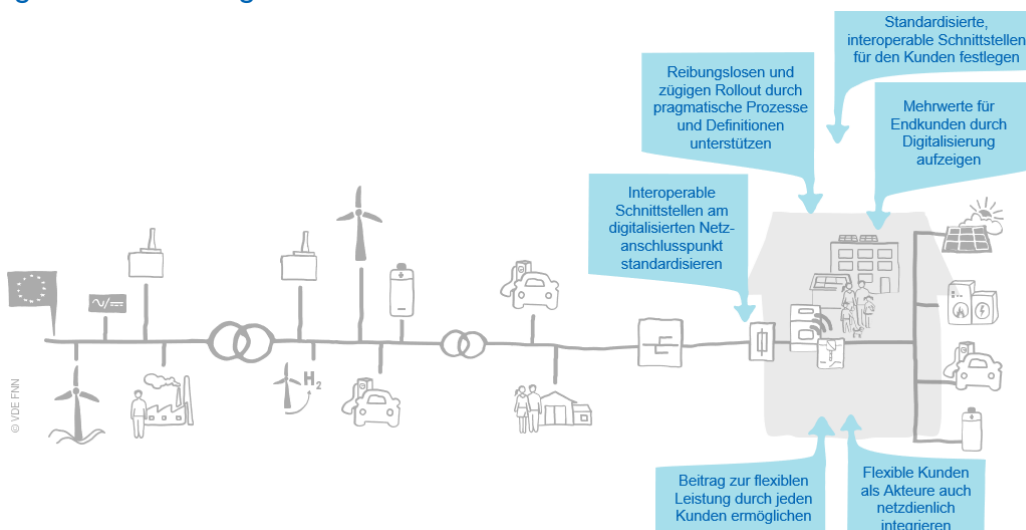 Standardisierte,
interoperable Schnittstellen
für den Kunden festlegen
Reibungslosen und
zügigen Rollout durch
pragmatische Prozesse
und Definitionen
unterstützen
Mehrwerte für
Endkunden durch
Digitalisierung
aufzeigen
Interoperable
Schnittstellen am
digitalisierten Netz-
anschlusspunkt
standardisieren
H2
© VDE FNN
Beitrag zur flexiblen
Leistung durch jeden
Kunden ermöglichen
Flexible Kunden
als Akteure auch
netzdienlich
integrieren